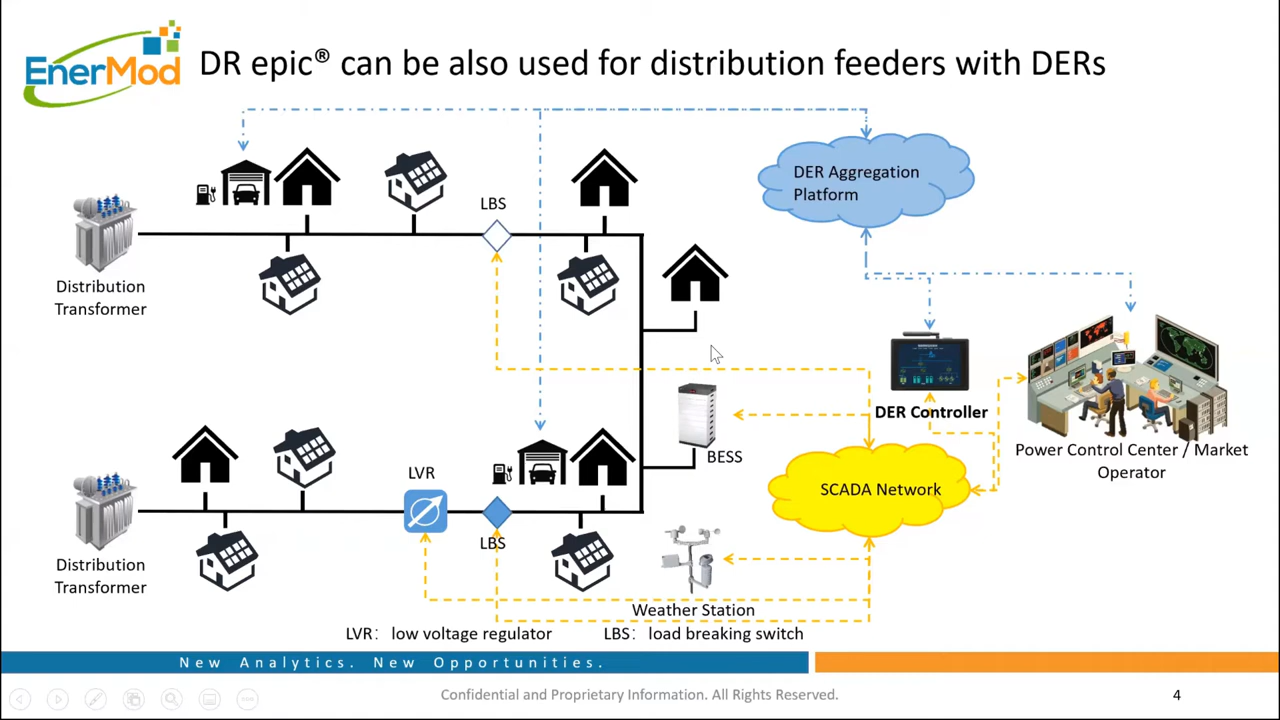 EnerMod
DR epic® can be also used for distribution feeders with DERs
DER Aggregation
Platform
LBS
Distribution
Transformer
DER Controller
Power Control Center / Market
Operator
BESS
LVR
SCADA Network
LBS
Distribution
Transformer
Weather Station
LVR: low voltage regulator
LBS: load breaking switch
New Analytics. New Opportunities.
Confidential and Proprietary Information. All Rights Reserved.
4